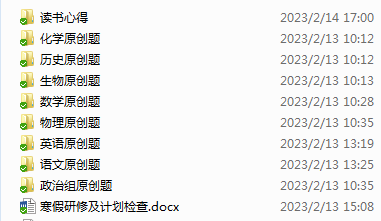 读书心得 2023/2/14 17:00
化学原创题 2023/2/13 10:12
历史原创题 2023/2/13 10:12
生物原创题 2023/2/13 10:13
数学原创题 2023/2/13 10:28
物理原创题 2023/2/13 10:35
英语原创题 2023/2/13 13:19
语文原创题 2023/2/13 13:25
政治组原创题 2023/2/13 10:35
寒假研修及计划检查.docx 2023/2/13 15:08